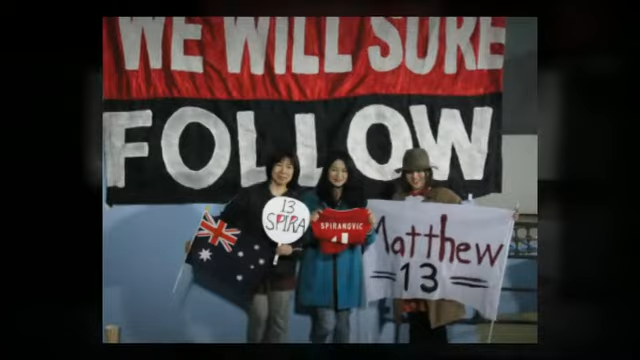 WE WILL SURE
FOLLOW
13
SPIRA
SPIRANOVIC
Matthew
=13=